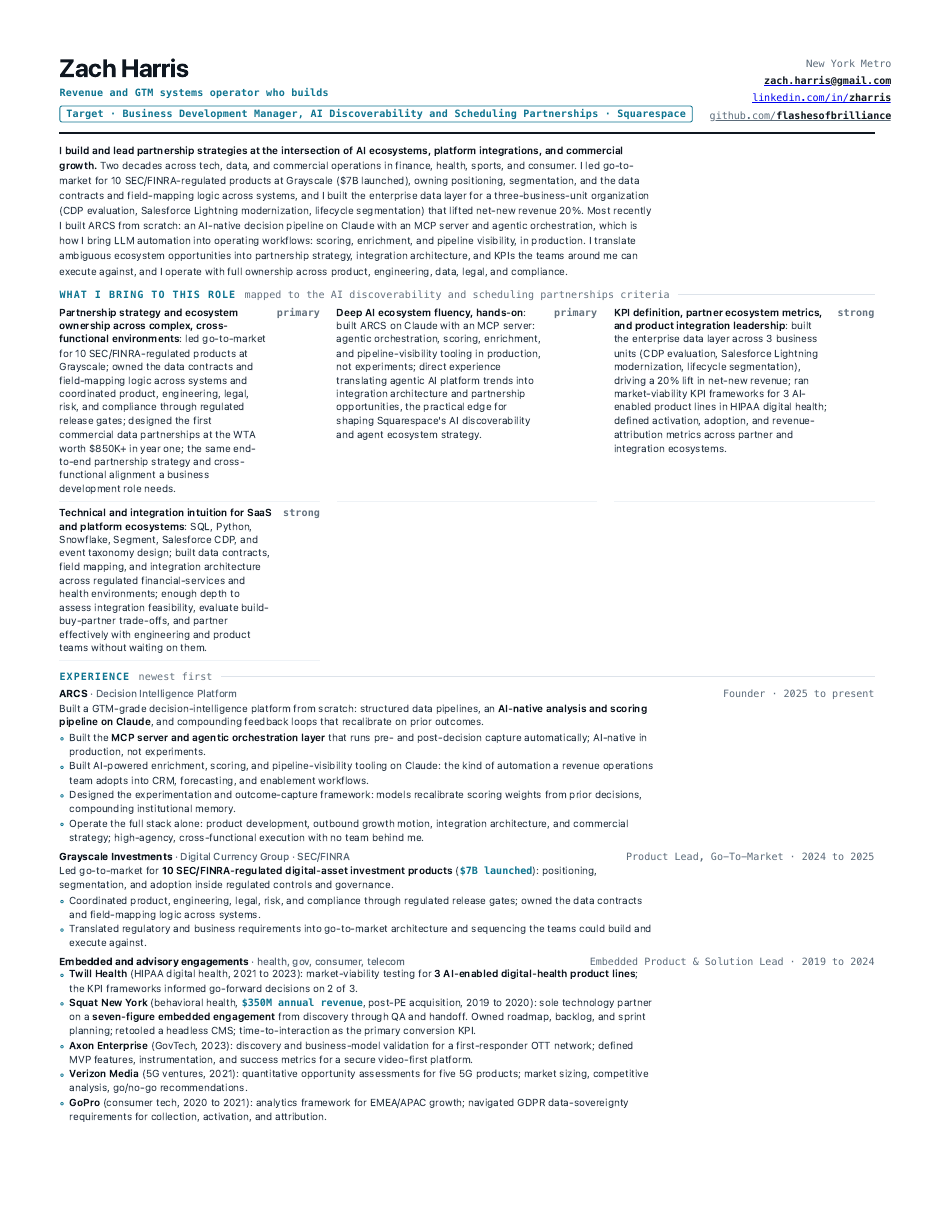 Zach Harris
Revenue and GTM systems operator who builds
Target · Business Development Manager, AI Discoverability and Scheduling Partnerships · Squarespace
New York Metro
zach.harris@gmail.com
linkedin.com/in/zharris
github.com/flashesofbrilliance
I build and lead partnership strategies at the intersection of AI ecosystems, platform integrations, and commercial
growth. Two decades across tech, data, and commercial operations in finance, health, sports, and consumer. I led go-to-
market for 10 SEC/FINRA-regulated products at Grayscale ($7B launched), owning positioning, segmentation, and the data
contracts and field-mapping logic across systems, and I built the enterprise data layer for a three-business-unit organization
(CDP evaluation, Salesforce Lightning modernization, lifecycle segmentation) that lifted net-new revenue 20%. Most recently
I built ARCS from scratch: an AI-native decision pipeline on Claude with an MCP server and agentic orchestration, which is
how I bring LLM automation into operating workflows: scoring, enrichment, and pipeline visibility, in production. I translate
ambiguous ecosystem opportunities into partnership strategy, integration architecture, and KPIs the teams around me can
execute against, and I operate with full ownership across product, engineering, data, legal, and compliance.
WHAT I BRING TO THIS ROLE mapped to the AI discoverability and scheduling partnerships criteria
Partnership strategy and ecosystem primary
ownership across complex, cross-
functional environments: led go-to-market
for 10 SEC/FINRA-regulated products at
Grayscale; owned the data contracts and
field-mapping logic across systems and
coordinated product, engineering, legal,
risk, and compliance through regulated
release gates; designed the first
commercial data partnerships at the WTA
worth $850K+ in year one; the same end-
to-end partnership strategy and cross-
functional alignment a business
development role needs.
Deep AI ecosystem fluency, hands-on: primary
built ARCS on Claude with an MCP server:
agentic orchestration, scoring, enrichment,
and pipeline-visibility tooling in production,
not experiments; direct experience
translating agentic AI platform trends into
integration architecture and partnership
opportunities, the practical edge for
shaping Squarespace's AI discoverability
and agent ecosystem strategy.
KPI definition, partner ecosystem metrics, strong
and product integration leadership: built
the enterprise data layer across 3 business
units (CDP evaluation, Salesforce Lightning
modernization, lifecycle segmentation),
driving a 20% lift in net-new revenue; ran
market-viability KPI frameworks for 3 AI-
enabled product lines in HIPAA digital health;
defined activation, adoption, and revenue-
attribution metrics across partner and
integration ecosystems.
Technical and integration intuition for SaaS strong
and platform ecosystems: SQL, Python,
Snowflake, Segment, Salesforce CDP, and
event taxonomy design; built data contracts,
field mapping, and integration architecture
across regulated financial-services and
health environments; enough depth to
assess integration feasibility, evaluate build-
buy-partner trade-offs, and partner
effectively with engineering and product
teams without waiting on them.
EXPERIENCE newest first
ARCS · Decision Intelligence Platform Founder · 2025 to present
Built a GTM-grade decision-intelligence platform from scratch: structured data pipelines, an AI-native analysis and scoring
pipeline on Claude, and compounding feedback loops that recalibrate on prior outcomes.
Built the MCP server and agentic orchestration layer that runs pre- and post-decision capture automatically; AI-native in
production, not experiments.
Built AI-powered enrichment, scoring, and pipeline-visibility tooling on Claude: the kind of automation a revenue operations
team adopts into CRM, forecasting, and enablement workflows.
Designed the experimentation and outcome-capture framework: models recalibrate scoring weights from prior decisions,
compounding institutional memory.
Operate the full stack alone: product development, outbound growth motion, integration architecture, and commercial
strategy; high-agency, cross-functional execution with no team behind me.
Grayscale Investments · Digital Currency Group · SEC/FINRA Product Lead, Go-To-Market · 2024 to 2025
Led go-to-market for 10 SEC/FINRA-regulated digital-asset investment products ($7B launched): positioning,
segmentation, and adoption inside regulated controls and governance.
Coordinated product, engineering, legal, risk, and compliance through regulated release gates; owned the data contracts
and field-mapping logic across systems.
Translated regulatory and business requirements into go-to-market architecture and sequencing the teams could build and
execute against.
Embedded and advisory engagements · health, gov, consumer, telecom Embedded Product & Solution Lead · 2019 to 2024
Twill Health (HIPAA digital health, 2021 to 2023): market-viability testing for 3 AI-enabled digital-health product lines;
the KPI frameworks informed go-forward decisions on 2 of 3.
Squat New York (behavioral health, $350M annual revenue, post-PE acquisition, 2019 to 2020): sole technology partner
on a seven-figure embedded engagement from discovery through QA and handoff. Owned roadmap, backlog, and sprint
planning; retooled a headless CMS; time-to-interaction as the primary conversion KPI.
Axon Enterprise (GovTech, 2023): discovery and business-model validation for a first-responder OTT network; defined
MVP features, instrumentation, and success metrics for a secure video-first platform.
Verizon Media (5G ventures, 2021): quantitative opportunity assessments for five 5G products; market sizing, competitive
analysis, go/no-go recommendations.
GoPro (consumer tech, 2020 to 2021): analytics framework for EMEA/APAC growth; navigated GDPR data-sovereignty
requirements for collection, activation, and attribution.